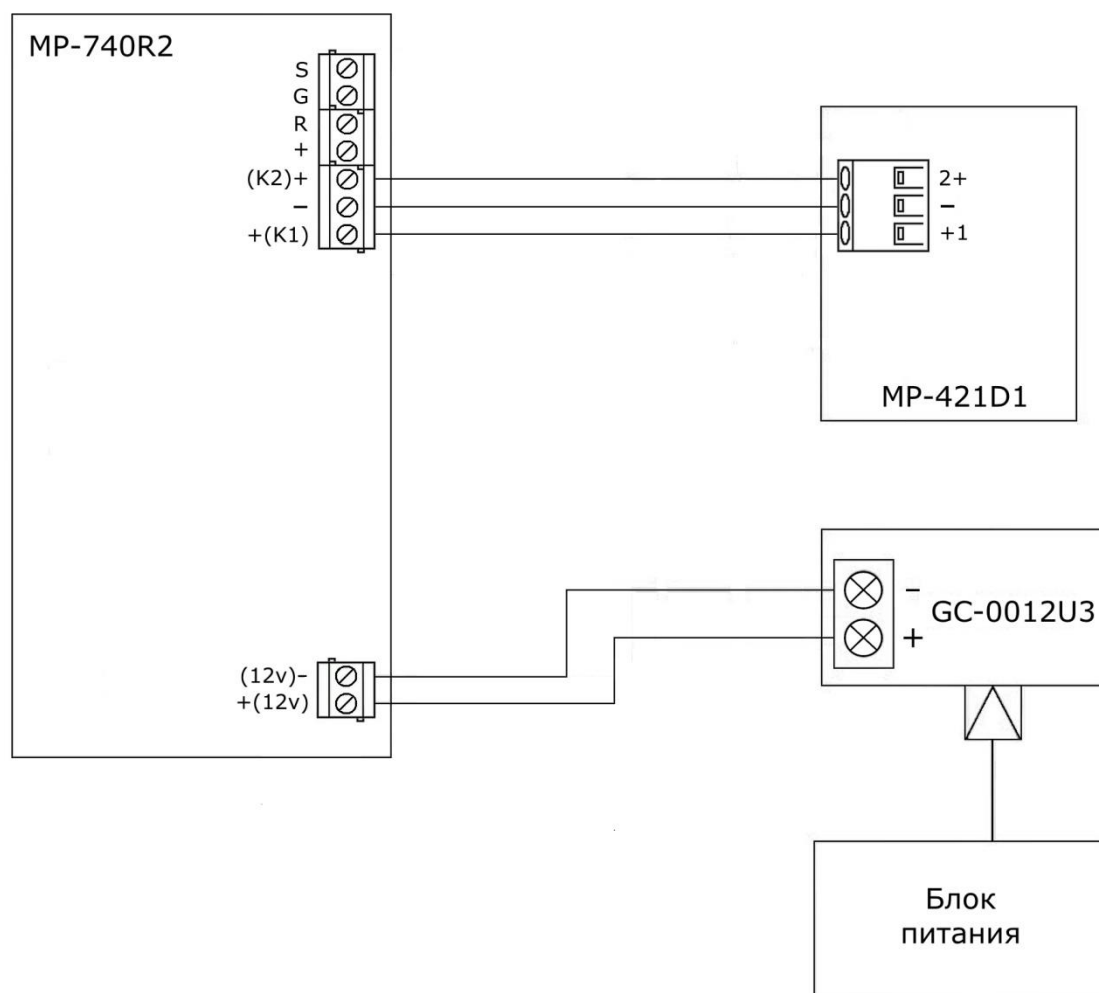 MP-740R2
S
G
R
+
(K2)+
–
+(K1)
2+
–
+1
MP-421D1
–
GC-0012U3
+
(12v)–
+(12v)
Блок
питания